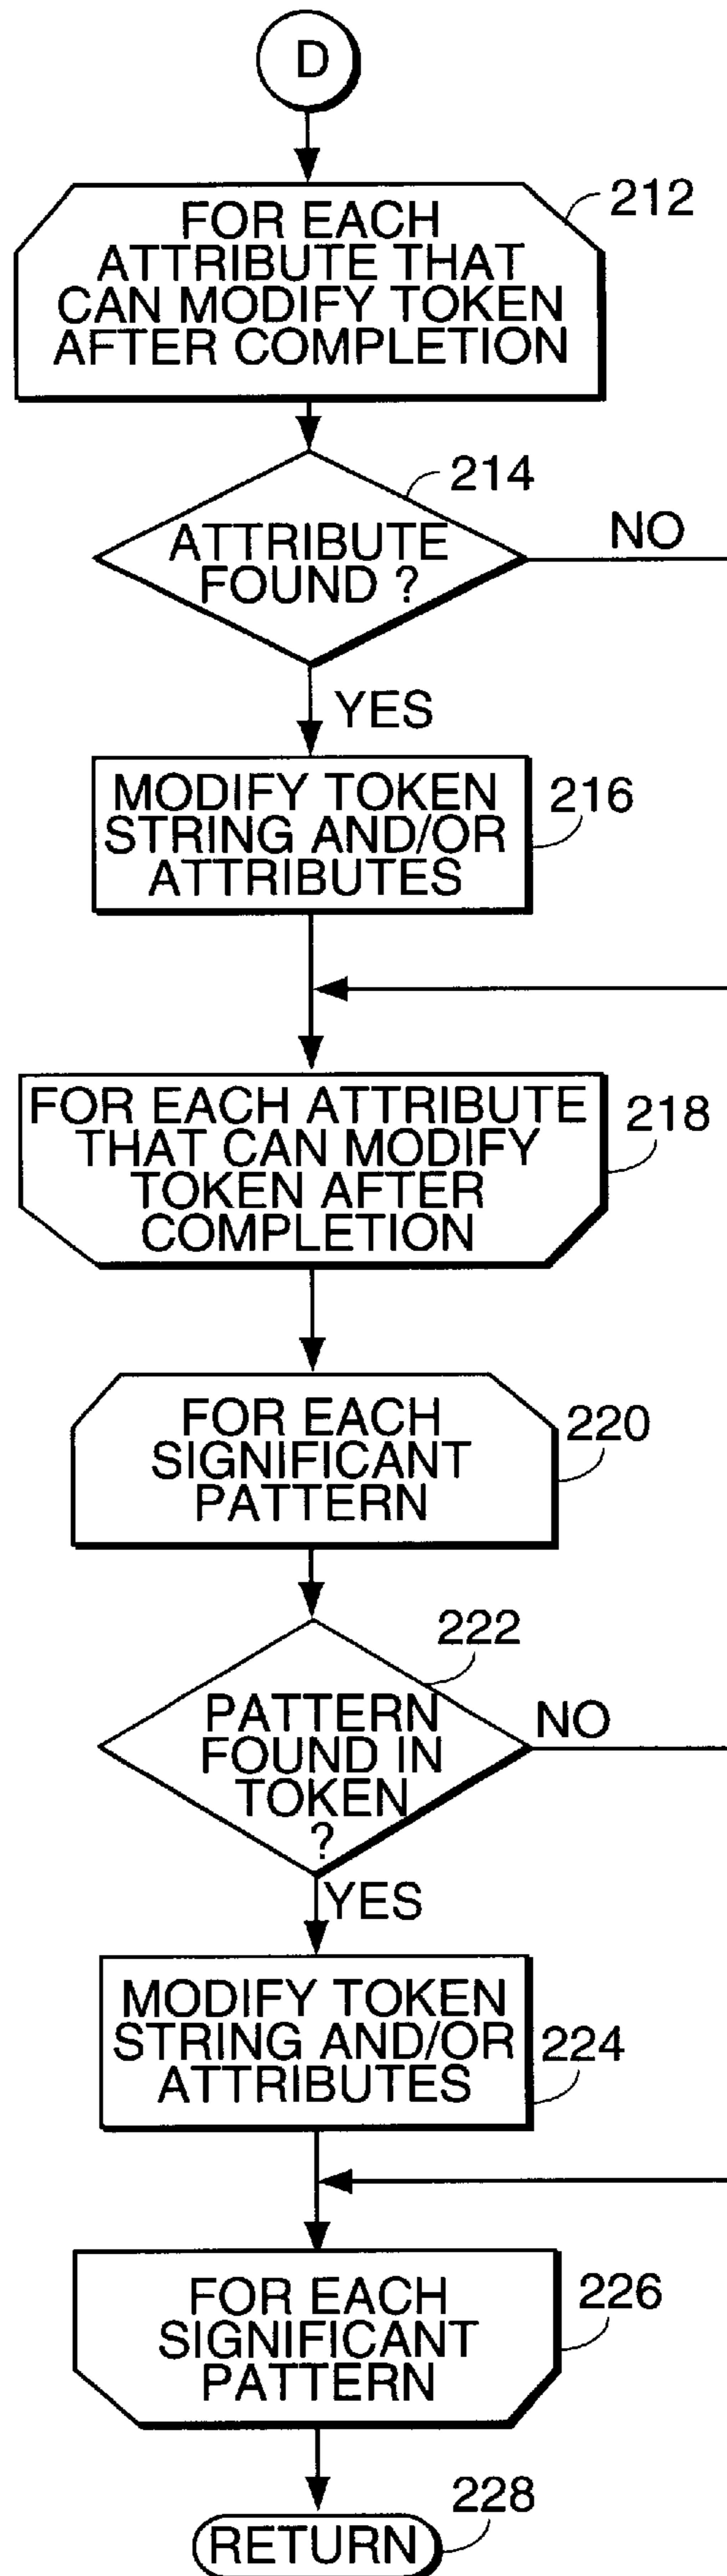 D
FOR EACH
ATTRIBUTE THAT
CAN MODIFY TOKEN
AFTER COMPLETION
212
ATTRIBUTE
FOUND ?
214
NO
YES
MODIFY TOKEN
STRING AND/OR
ATTRIBUTES
216
FOR EACH ATTRIBUTE
THAT CAN MODIFY
TOKEN AFTER
COMPLETION
218
FOR EACH
SIGNIFICANT
PATTERN
220
PATTERN
FOUND IN
TOKEN
?
222
NO
YES
MODIFY TOKEN
STRING AND/OR
ATTRIBUTES
224
FOR EACH
SIGNIFICANT
PATTERN
226
RETURN
228